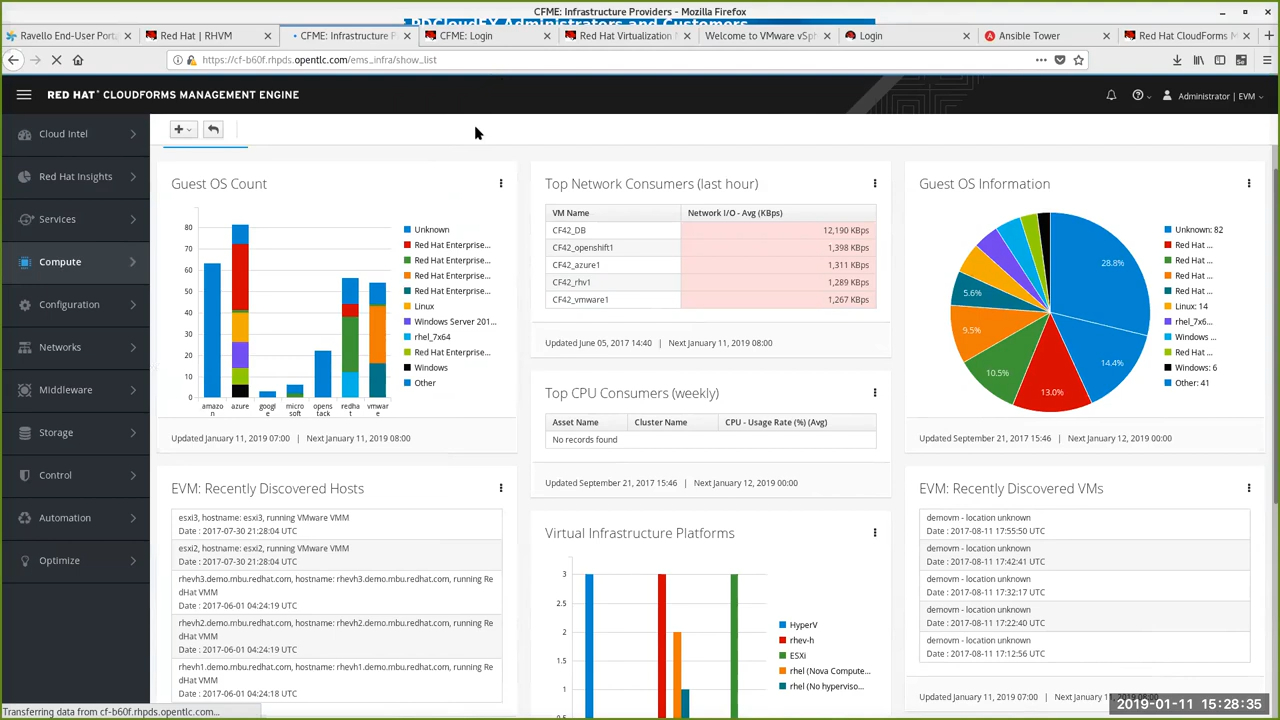 CFME: Infrastructure Providers - Mozilla Firefox
RDCloudEX Administrators and Customers
Ravello End-User Port.
Red Hat | RHVM
CFME: Infrastructure P
CFME: Login
Red Hat Virtualization
Welcome to VMware vSph
Login
Ansible Tower
Red Hat CloudForms M
https://cf-b60f.rhpds.opentlc.com/ems_infra/show_list
RED HAT CLOUDFORMS MANAGEMENT ENGINE
Administrator | EVM
Cloud Intel
Red Hat Insights
Services
Compute
Configuration
Networks
Middleware
Storage
Control
Automation
Optimize
Guest OS Count
80
70
60
50
40
30
20
10
0
amazo
n
azure
googl
e
micro
soft
opens
tack
redha
t
vmwar
e
Unknown
Red Hat Enterprise...
Red Hat Enterprise...
Red Hat Enterprise...
Red Hat Enterprise...
Linux
Windows Server 201...
rhel_7x64
Red Hat Enterprise...
Windows
Other
Updated January 11, 2019 07:00 | Next January 11, 2019 08:00
Top Network Consumers (last hour)
VM Name Network I/O - Avg (KBps)
CF42_DB 12,190 KBps
CF42_openshift1 1,398 KBps
CF42_azure1 1,311 KBps
CF42_rhv1 1,289 KBps
CF42_vmware1 1,267 KBps
Updated June 05, 2017 14:40 | Next January 11, 2019 08:00
Top CPU Consumers (weekly)
Asset Name Cluster Name CPU - Usage Rate (%) (Avg)
No records found
Updated September 21, 2017 15:46 | Next January 12, 2019 00:00
Guest OS Information
28.8%
14.4%
13.0%
10.5%
9.5%
5.6%
Unknown: 82
Red Hat ...
Red Hat ...
Red Hat ...
Red Hat ...
Linux: 14
rhel_7x6...
Windows ...
Red Hat ...
Windows: 6
Other: 41
Updated September 21, 2017 15:46 | Next January 12, 2019 00:00
EVM: Recently Discovered Hosts
esxi3, hostname: esxi3, running VMware VMM
Date : 2017-07-30 21:28:04 UTC
esxi2, hostname: esxi2, running VMware VMM
Date : 2017-07-30 21:28:04 UTC
rhevh3.demo.mbu.redhat.com, hostname: rhevh3.demo.mbu.redhat.com, running Re
dHat VMM
Date : 2017-06-01 04:24:19 UTC
rhevh2.demo.mbu.redhat.com, hostname: rhevh2.demo.mbu.redhat.com, running Re
dHat VMM
Date : 2017-06-01 04:24:19 UTC
rhevh1.demo.mbu.redhat.com, hostname: rhevh1.demo.mbu.redhat.com, running Re
dHat VMM
Date : 2017-06-01 04:24:18 UTC
Virtual Infrastructure Platforms
3
2.5
2
1.5
1
0.5
HyperV
rhev-h
ESXi
rhel (Nova Compute...
rhel (No hyperviso...
EVM: Recently Discovered VMs
demovm - location unknown
Date : 2017-08-11 17:55:50 UTC
demovm - location unknown
Date : 2017-08-11 17:42:41 UTC
demovm - location unknown
Date : 2017-08-11 17:32:17 UTC
demovm - location unknown
Date : 2017-08-11 17:22:40 UTC
demovm - location unknown
Date : 2017-08-11 17:12:56 UTC
Updated January 11, 2019 07:00 | Next January 11, 2019 08:00
2019-01-11 15:28:35
Transferring data from cf-b60f.rhpds.opentlc.com...